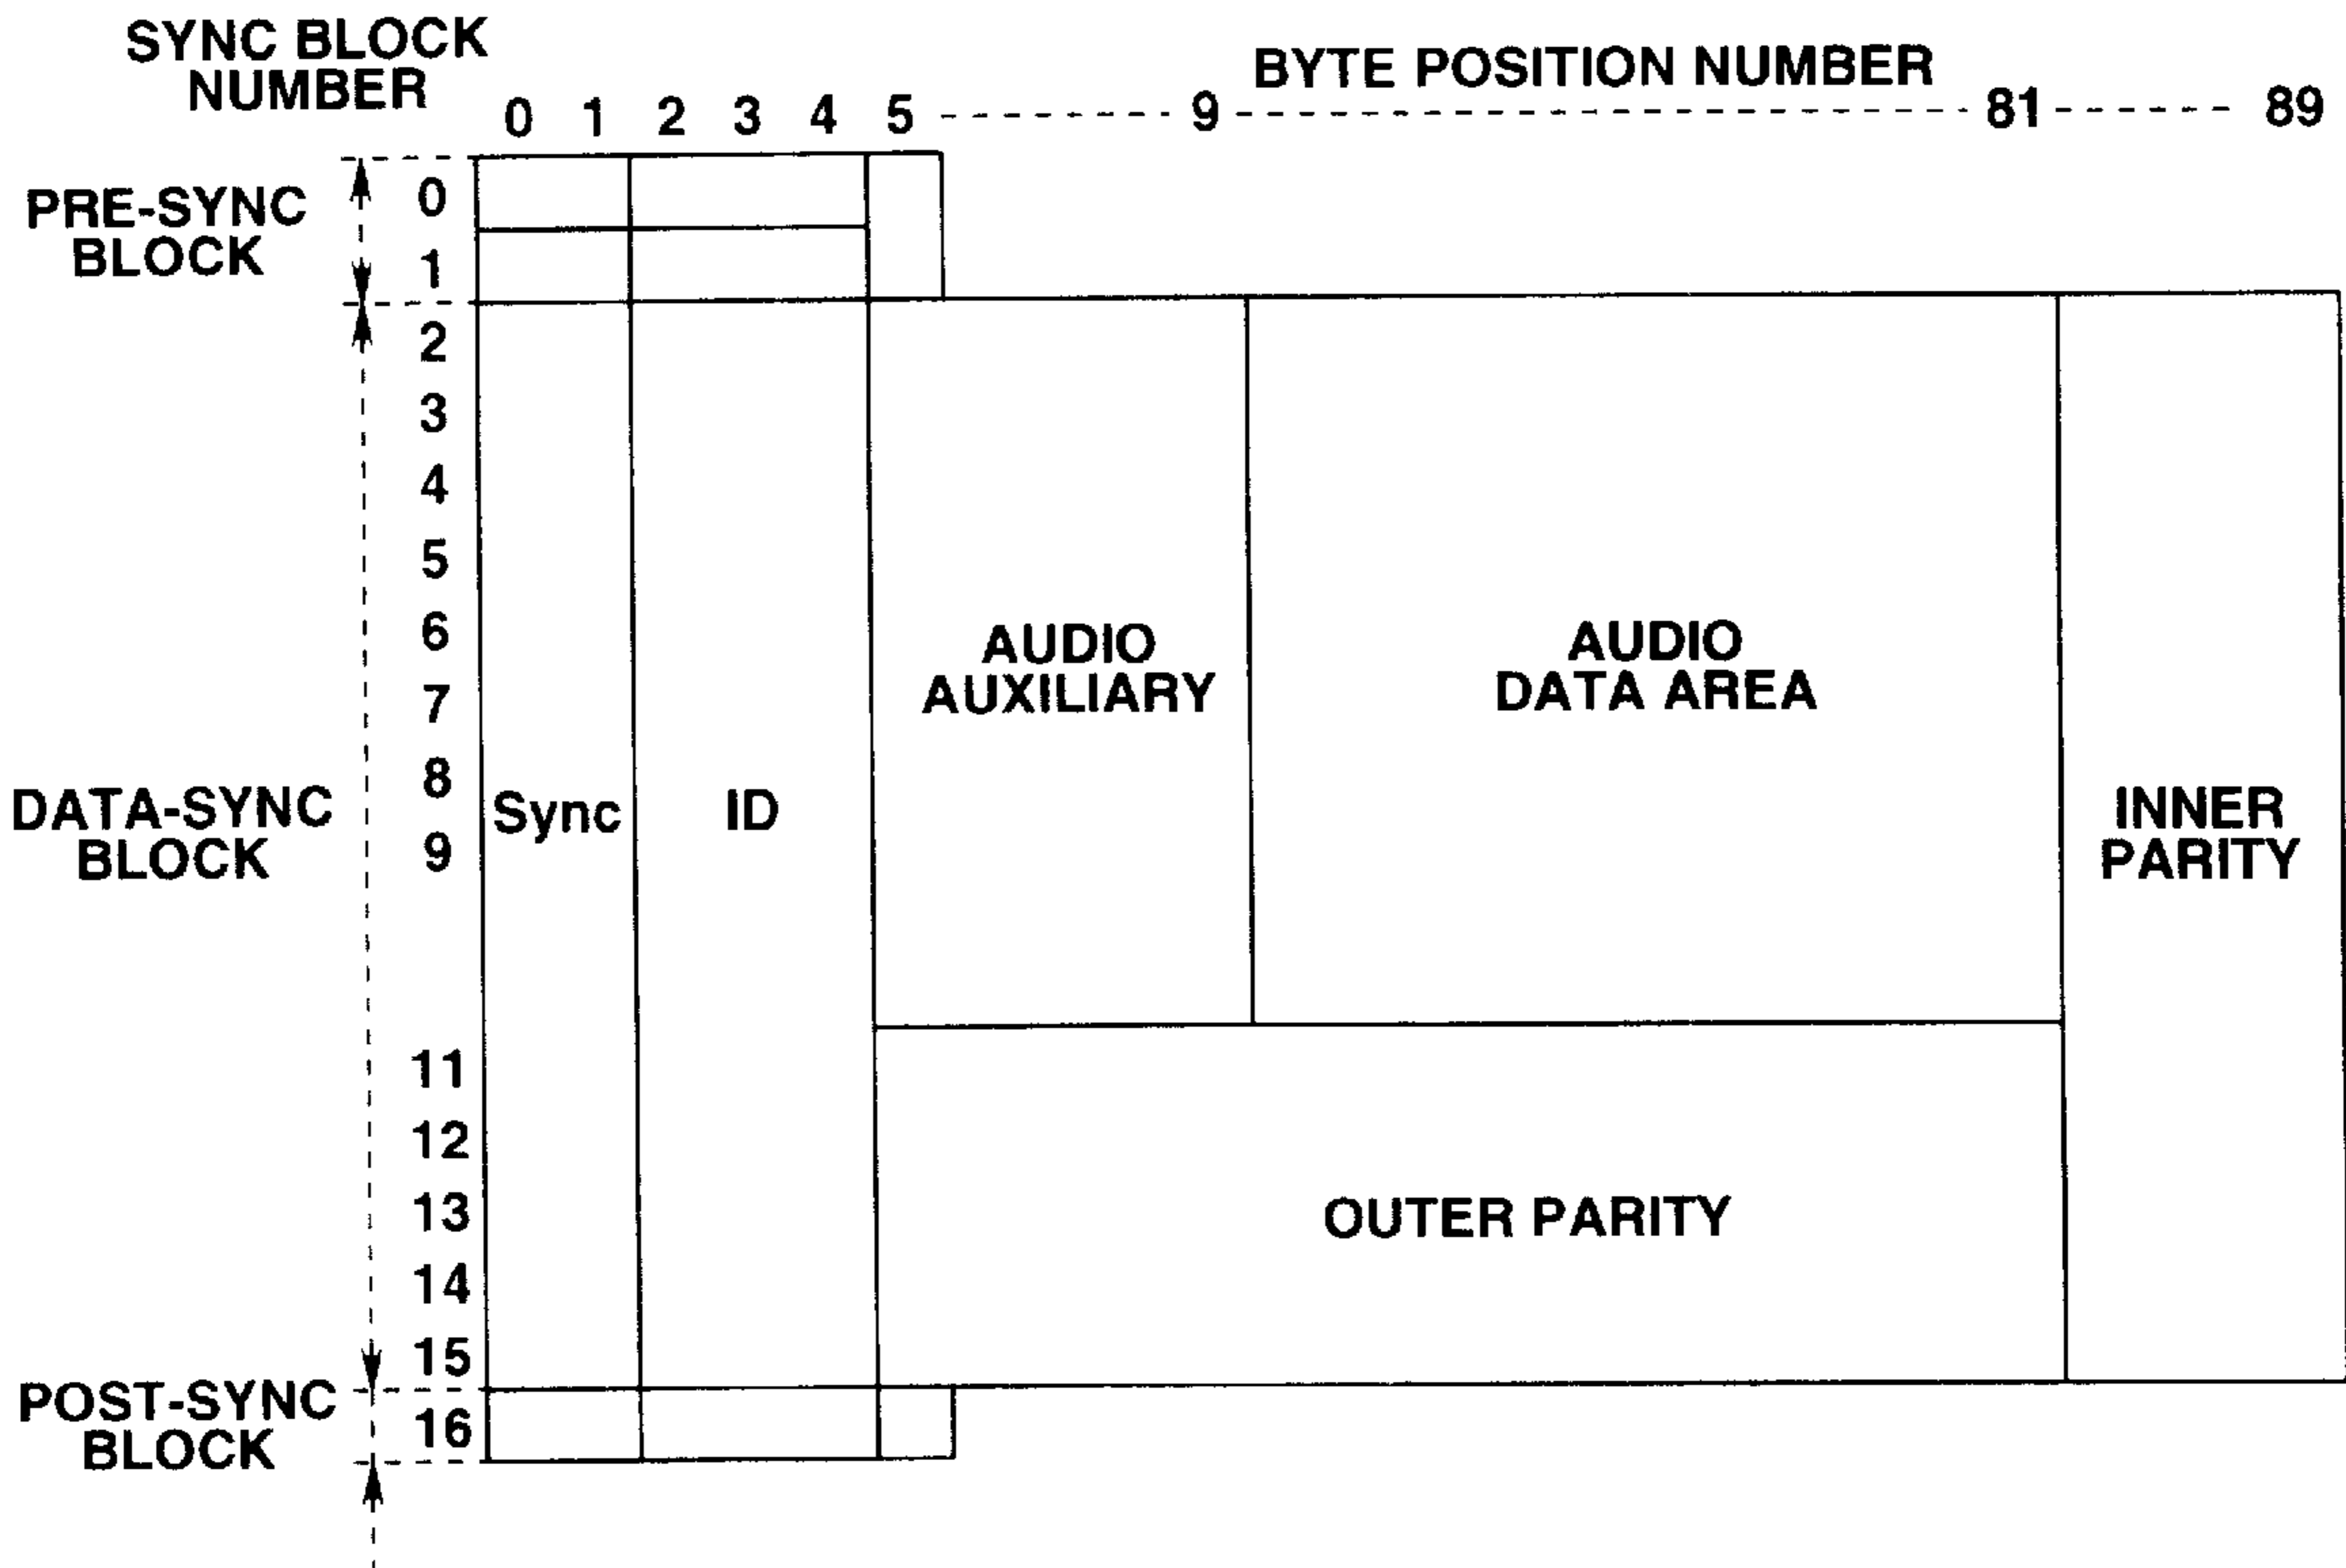 SYNC BLOCK
NUMBER
BYTE POSITION NUMBER
0 1 2 3 4 5 9 81 89
PRE-SYNC
BLOCK
0
1
2
3
4
5
6
7
8
9
11
12
13
14
15
16
DATA-SYNC
BLOCK
Sync
ID
AUDIO
AUXILIARY
AUDIO
DATA AREA
INNER
PARITY
OUTER PARITY
POST-SYNC
BLOCK